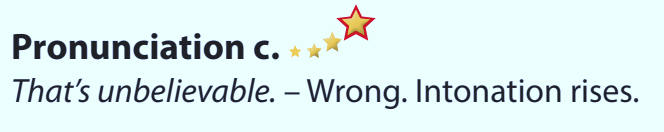 Pronunciation c.
That's unbelievable. – Wrong. Intonation rises.